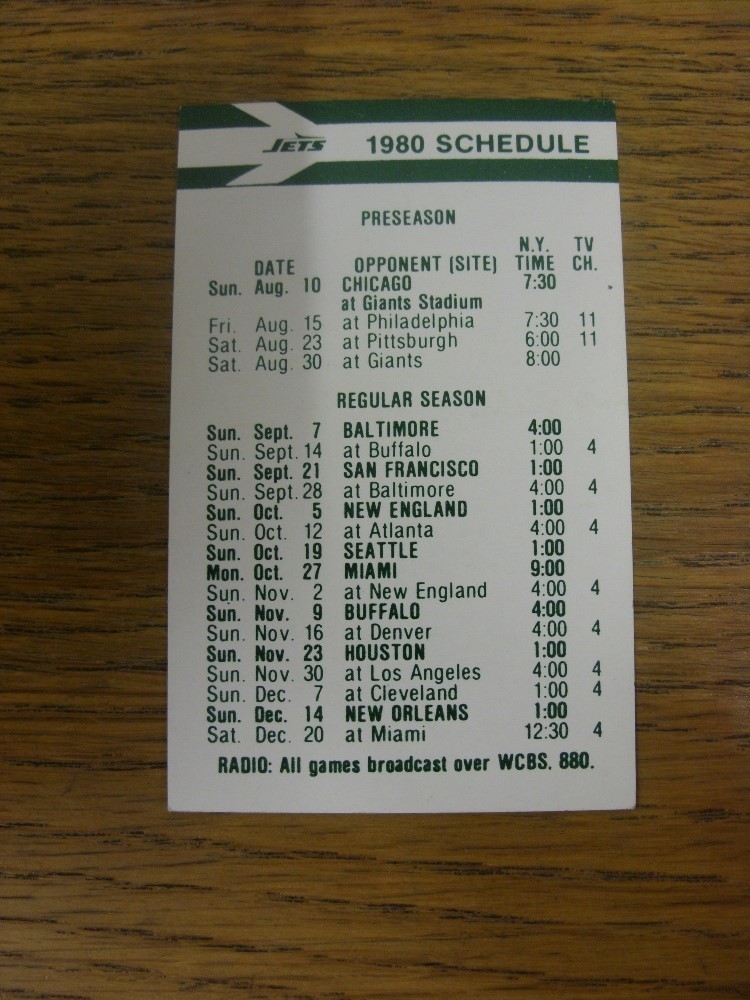 JETS 1980 SCHEDULE
PRESEASON
N.Y. TV
DATE OPPONENT (SITE) TIME CH.
Sun. Aug. 10 CHICAGO 7:30
at Giants Stadium
Fri. Aug. 15 at Philadelphia 7:30 11
Sat. Aug. 23 at Pittsburgh 6:00 11
Sat. Aug. 30 at Giants 8:00
REGULAR SEASON
Sun. Sept. 7 BALTIMORE 4:00
Sun. Sept. 14 at Buffalo 1:00 4
Sun. Sept. 21 SAN FRANCISCO 1:00
Sun. Sept. 28 at Baltimore 4:00 4
Sun. Oct. 5 NEW ENGLAND 1:00
Sun. Oct. 12 at Atlanta 4:00 4
Sun. Oct. 19 SEATTLE 1:00
Mon. Oct. 27 MIAMI 9:00
Sun. Nov. 2 at New England 4:00 4
Sun. Nov. 9 BUFFALO 4:00
Sun. Nov. 16 at Denver 4:00 4
Sun. Nov. 23 HOUSTON 1:00
Sun. Nov. 30 at Los Angeles 4:00 4
Sun. Dec. 7 at Cleveland 1:00 4
Sun. Dec. 14 NEW ORLEANS 1:00
Sat. Dec. 20 at Miami 12:30 4
RADIO: All games broadcast over WCBS. 880.